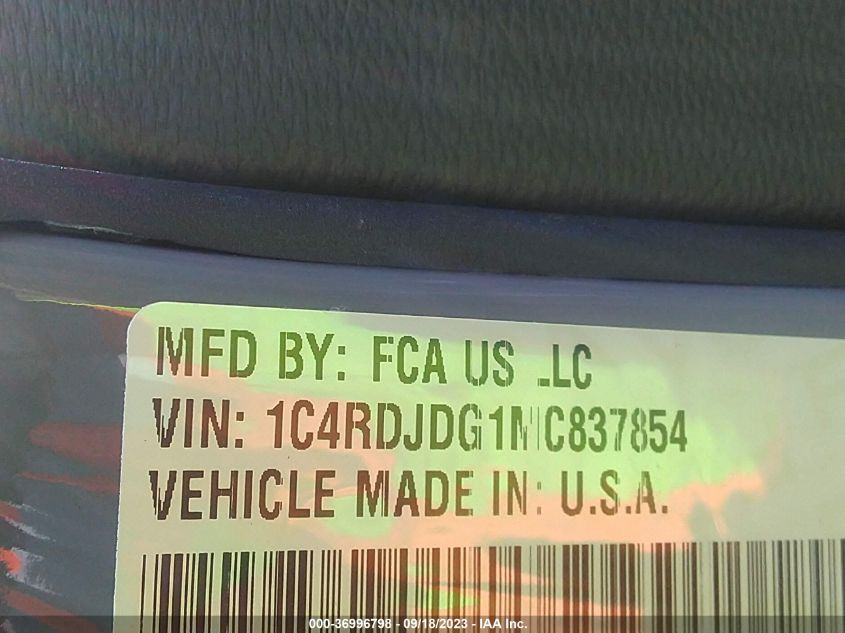 MFD BY: FCA US LLC
VIN: 1C4RDJDG1MC837854
VEHICLE MADE IN: U.S.A.
000-36996798 - 09/18/2023 - IAA Inc.